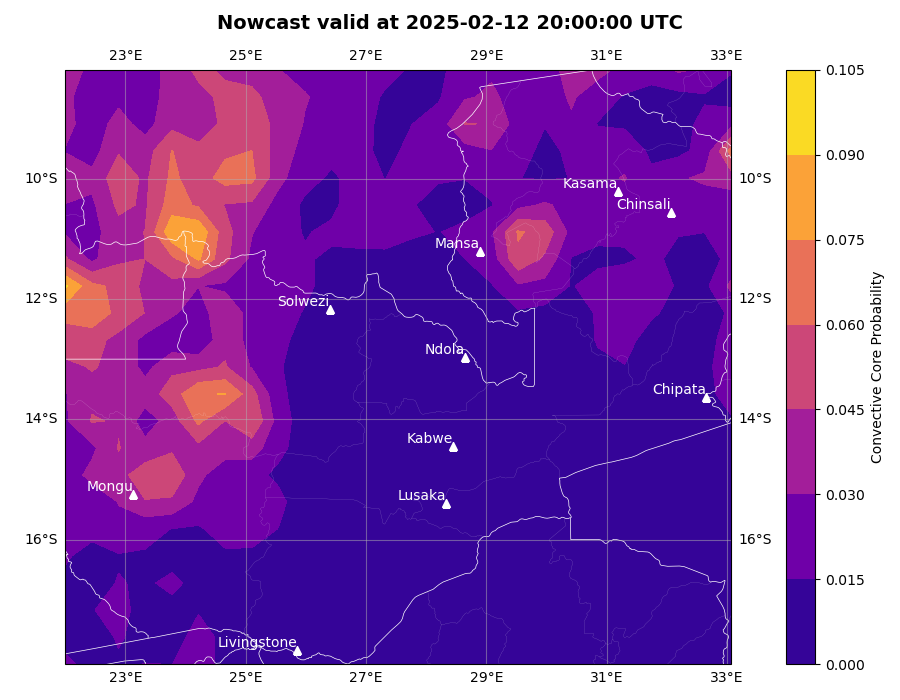 Nowcast valid at 2025-02-12 20:00:00 UTC
23°E 25°E 27°E 29°E 31°E 33°E
0.105
0.090
10°S Kasama 10°S
Chinsali
Mansa
0.075
12°S Solwezi 12°S
0.060
Ndola
Chipata
0.045
14°S 14°S
Kabwe
Mongu
Lusaka
0.030
16°S 16°S
0.015
Livingstone
0.000
23°E 25°E 27°E 29°E 31°E 33°E
Convective Core Probability